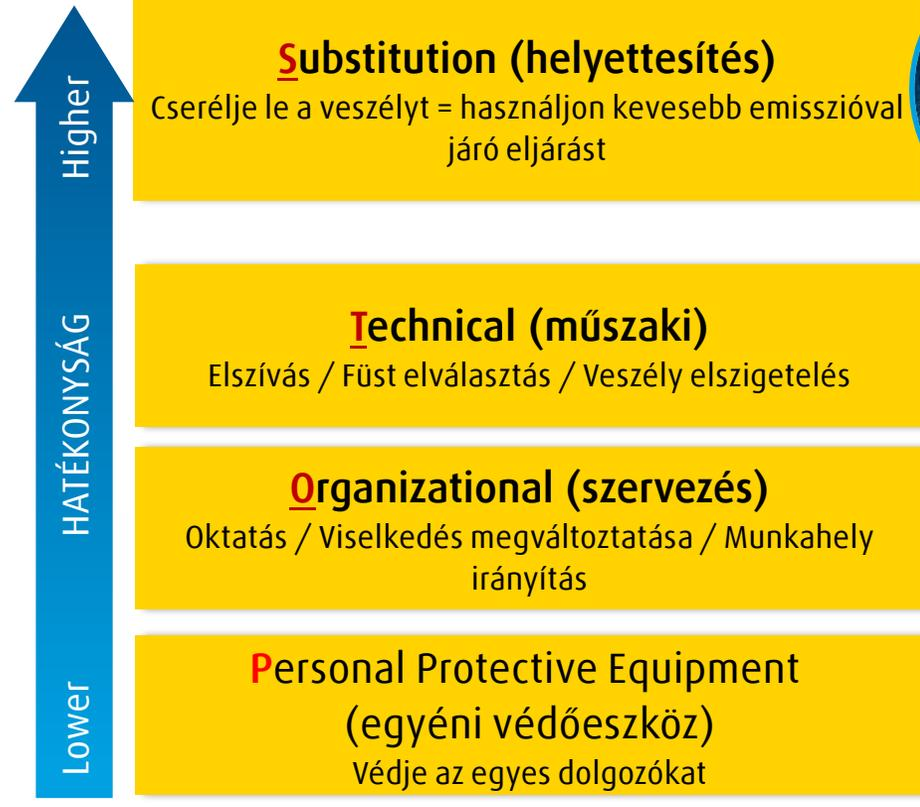 Higher
HATÉKONYSÁG
Lower
Substitution (helyettesítés)
Cserélje le a veszélyt = használjon kevesebb emisszióval
járó eljárást
Technical (műszaki)
Elszívás / Füst elválasztás / Veszély elszigetelés
Organizational (szervezés)
Oktatás / Viselkedés megváltoztatása / Munkahely
irányítás
Personal Protective Equipment
(egyéni védőeszköz)
Védje az egyes dolgozókat